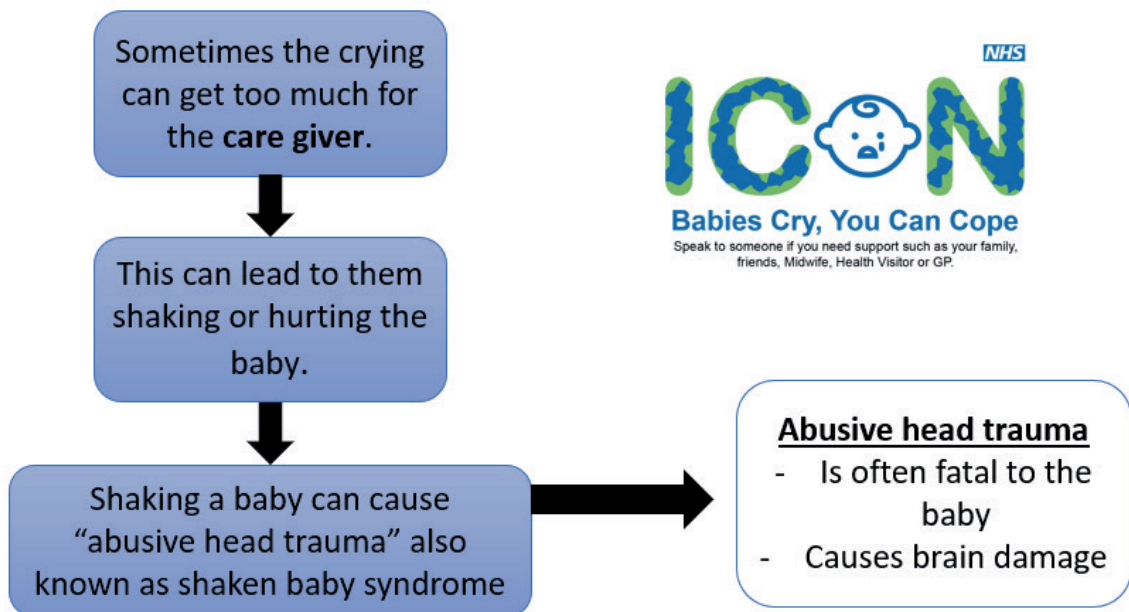 Sometimes the crying
can get too much for
the care giver.
This can lead to them
shaking or hurting the
baby.
Shaking a baby can cause
“abusive head trauma” also
known as shaken baby syndrome
NHS
ICON
Babies Cry, You Can Cope
Speak to someone if you need support such as your family,
friends, Midwife, Health Visitor or GP.
Abusive head trauma
- Is often fatal to the
baby
- Causes brain damage